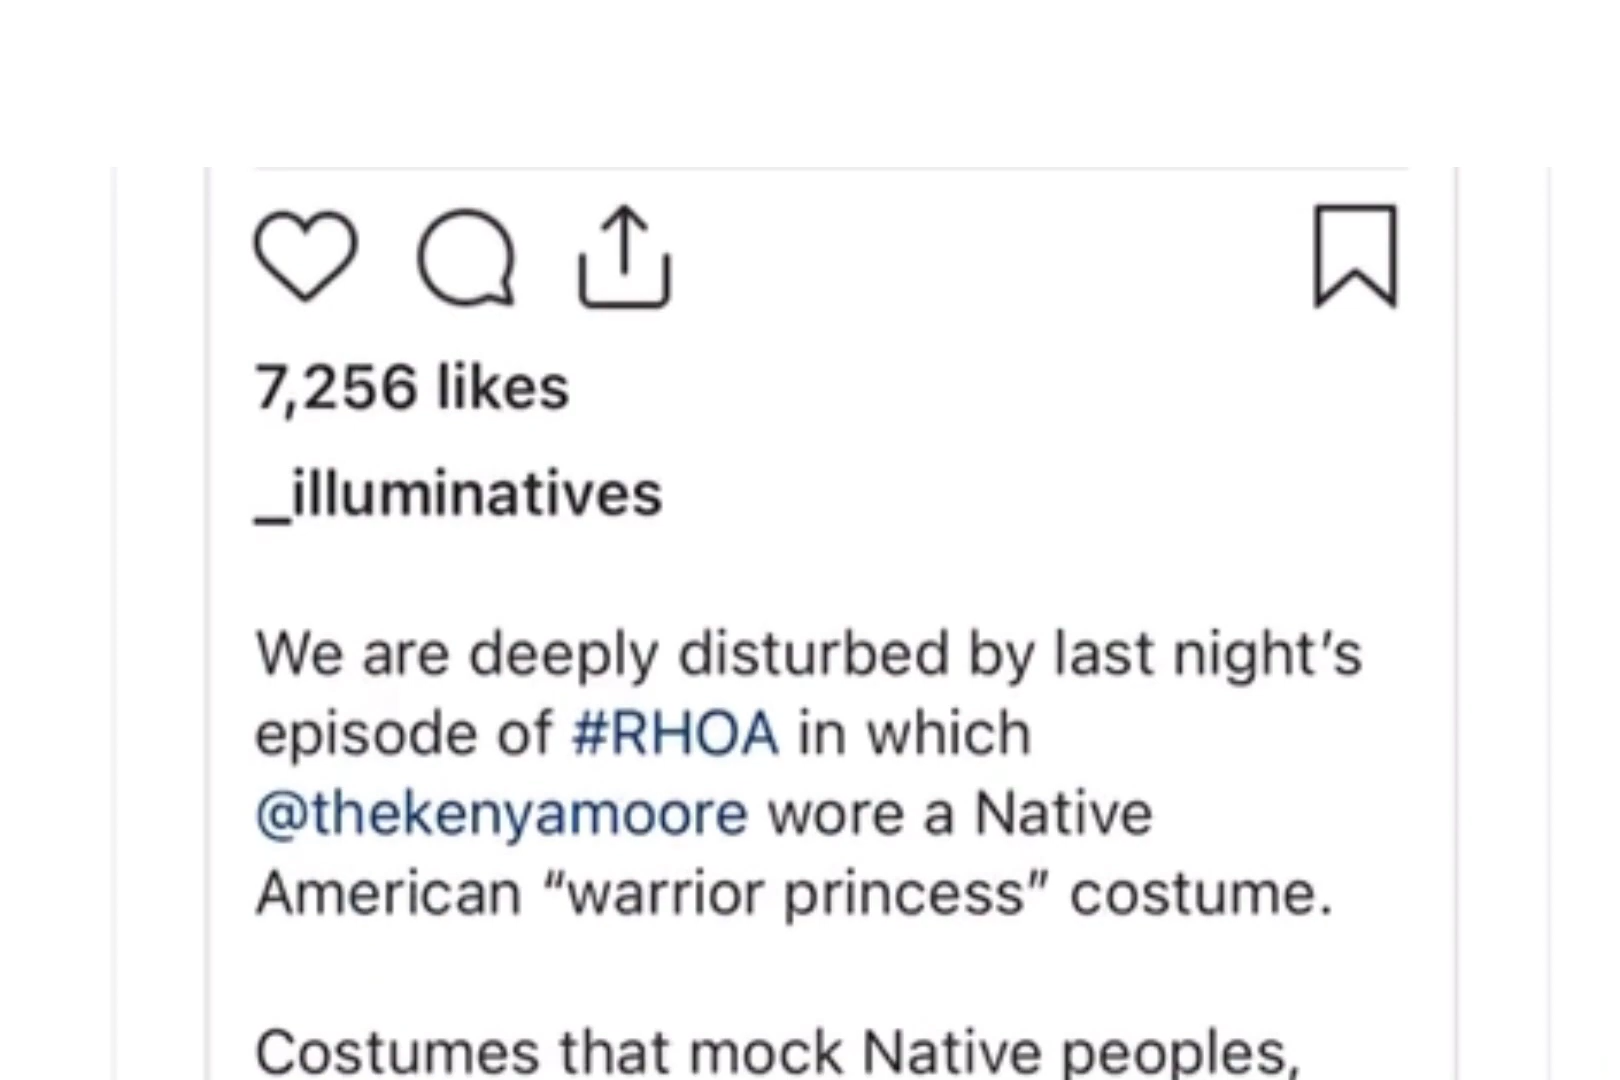 7,256 likes
_illuminatives
We are deeply disturbed by last night’s
episode of #RHOA in which
@thekenyamoore wore a Native
American “warrior princess” costume.
Costumes that mock Native peoples,